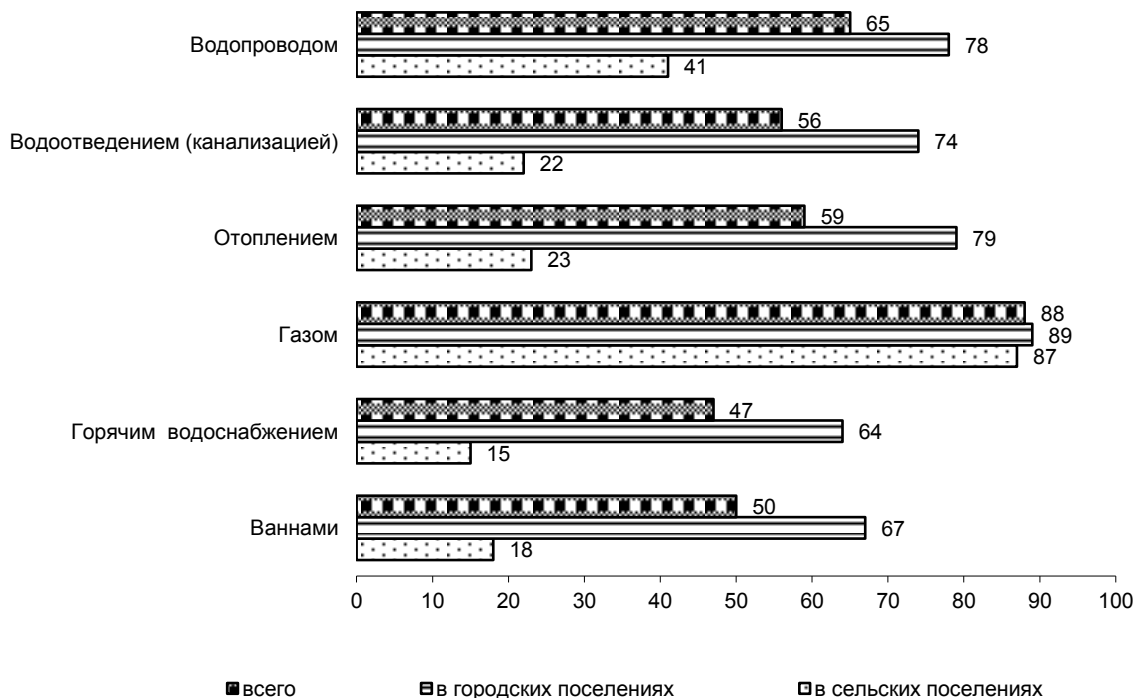 65
Водопроводом
78
41
56
Водоотведением (канализацией)
74
22
59
Отоплением
79
23
88
Газом
89
87
47
Горячим водоснабжением
64
15
50
Ваннами
67
18
0 10 20 30 40 50 60 70 80 90 100
всего в городских поселениях в сельских поселениях